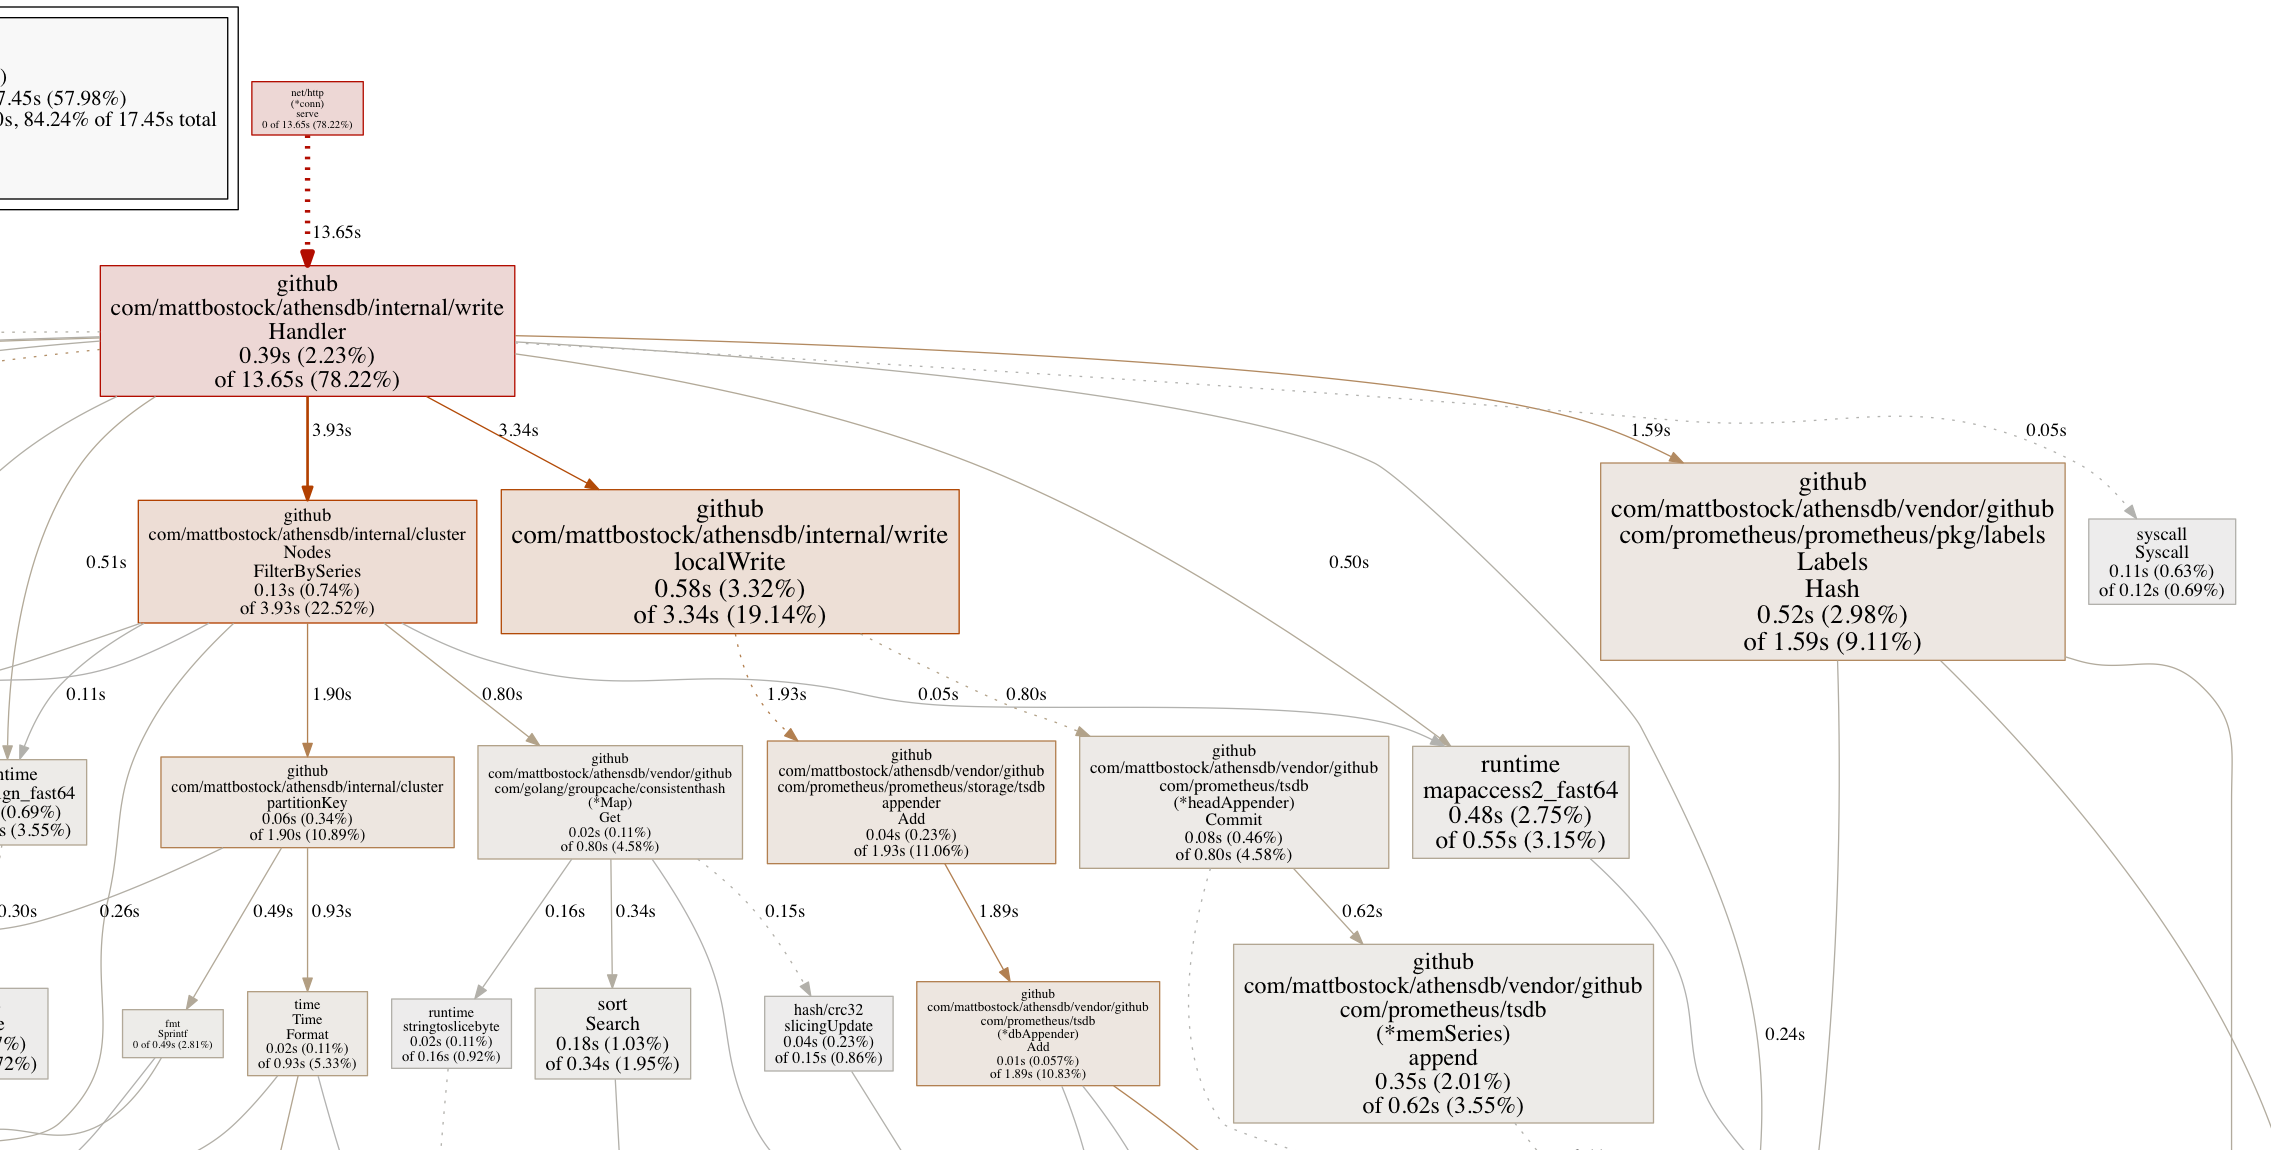 )
7.45s (57.98%)
0s, 84.24% of 17.45s total
net/http
(*conn)
serve
0 of 13.65s (78.22%)
13.65s
github
com/mattbostock/athensdb/internal/write
Handler
0.39s (2.23%)
of 13.65s (78.22%)
3.93s
3.34s
1.59s
0.05s
github
com/mattbostock/athensdb/internal/cluster
Nodes
FilterBySeries
0.13s (0.74%)
of 3.93s (22.52%)
github
com/mattbostock/athensdb/internal/write
localWrite
0.58s (3.32%)
of 3.34s (19.14%)
github
com/mattbostock/athensdb/vendor/github
com/prometheus/prometheus/pkg/labels
Labels
Hash
0.52s (2.98%)
of 1.59s (9.11%)
syscall
Syscall
0.11s (0.63%)
of 0.12s (0.69%)
0.51s
0.50s
0.11s
1.90s
0.80s
1.93s
0.05s
0.80s
ntime
gn_fast64
(0.69%)
s (3.55%)
github
com/mattbostock/athensdb/internal/cluster
partitionKey
0.06s (0.34%)
of 1.90s (10.89%)
github
com/mattbostock/athensdb/vendor/github
com/golang/groupcache/consistenthash
(*Map)
Get
0.02s (0.11%)
of 0.80s (4.58%)
github
com/mattbostock/athensdb/vendor/github
com/prometheus/prometheus/storage/tsdb
appender
Add
0.04s (0.23%)
of 1.93s (11.06%)
github
com/mattbostock/athensdb/vendor/github
com/prometheus/tsdb
(*headAppender)
Commit
0.08s (0.46%)
of 0.80s (4.58%)
runtime
mapaccess2_fast64
0.48s (2.75%)
of 0.55s (3.15%)
0.30s
0.26s
0.49s
0.93s
0.16s
0.34s
0.15s
1.89s
0.62s
e
7%)
72%)
fmt
Sprintf
0 of 0.49s (2.81%)
time
Time
Format
0.02s (0.11%)
of 0.93s (5.33%)
runtime
stringtoslicebyte
0.02s (0.11%)
of 0.16s (0.92%)
sort
Search
0.18s (1.03%)
of 0.34s (1.95%)
hash/crc32
slicingUpdate
0.04s (0.23%)
of 0.15s (0.86%)
github
com/mattbostock/athensdb/vendor/github
com/prometheus/tsdb
(*dbAppender)
Add
0.01s (0.057%)
of 1.89s (10.83%)
github
com/mattbostock/athensdb/vendor/github
com/prometheus/tsdb
(*memSeries)
append
0.35s (2.01%)
of 0.62s (3.55%)
0.24s